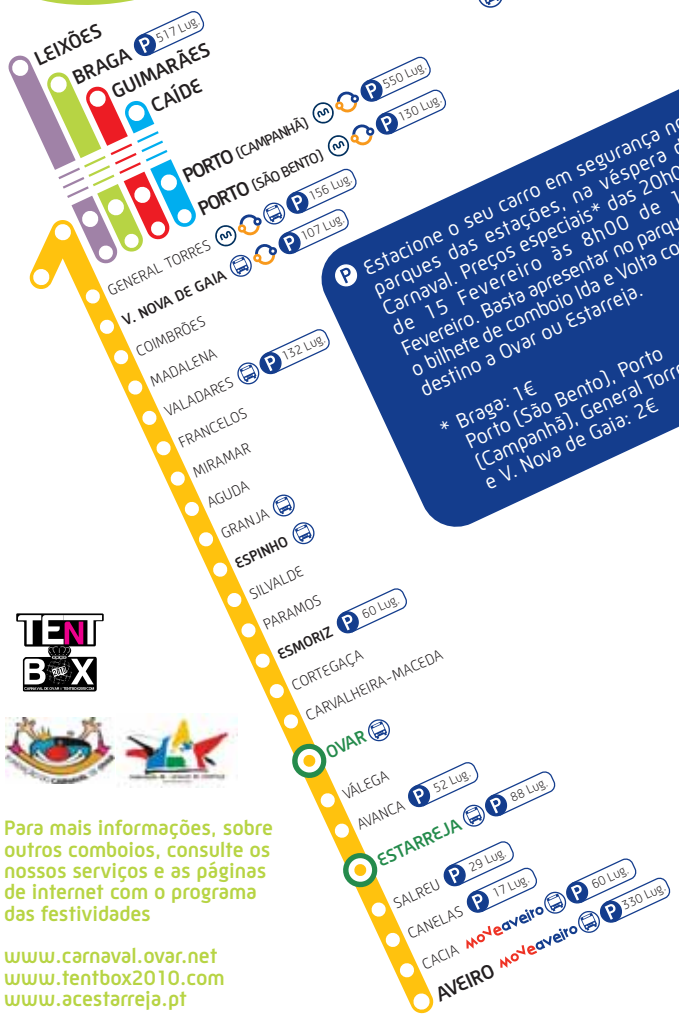 LEIXÕES
BRAGA P 517 Lug.
GUIMARÃES
CAÍDE
PORTO (CAMPANHÃ) P 550 Lug.
PORTO (SÃO BENTO) P 130 Lug.
GENERAL TORRES P 156 Lug.
V. NOVA DE GAIA P 107 Lug.
COIMBRÕES
MADALENA
VALADARES P 132 Lug.
FRANCELOS
MIRAMAR
AGUDA
GRANJA
ESPINHO
SILVALDE
PARAMOS
ESMORIZ P 60 Lug.
CORTEGAÇA
CARVALHEIRA-MACEDA
OVAR
VÁLEGA
AVANCA P 52 Lug.
ESTARREJA P 88 Lug.
SALREU P 29 Lug.
CANELAS P 17 Lug.
CACIA moveaveiro P 60 Lug.
AVEIRO moveaveiro P 330 Lug.
P Estacione o seu carro em segurança
parques das estações, na véspera
Carnaval. Preços especiais* das 20h0
de 15 Fevereiro às 8h00 de
Fevereiro. Basta apresentar no parqu
o bilhete de comboio Ida e Volta co
destino a Ovar ou Estarreja.
* Braga: 1€
Porto (São Bento), Porto
(Campanhã), General Torre
e V. Nova de Gaia: 2€
TENT
BOX
2010
Para mais informações, sobre
outros comboios, consulte os
nossos serviços e as páginas
de internet com o programa
das festividades
www.carnaval.ovar.net
www.tentbox2010.com
www.acestarreja.pt